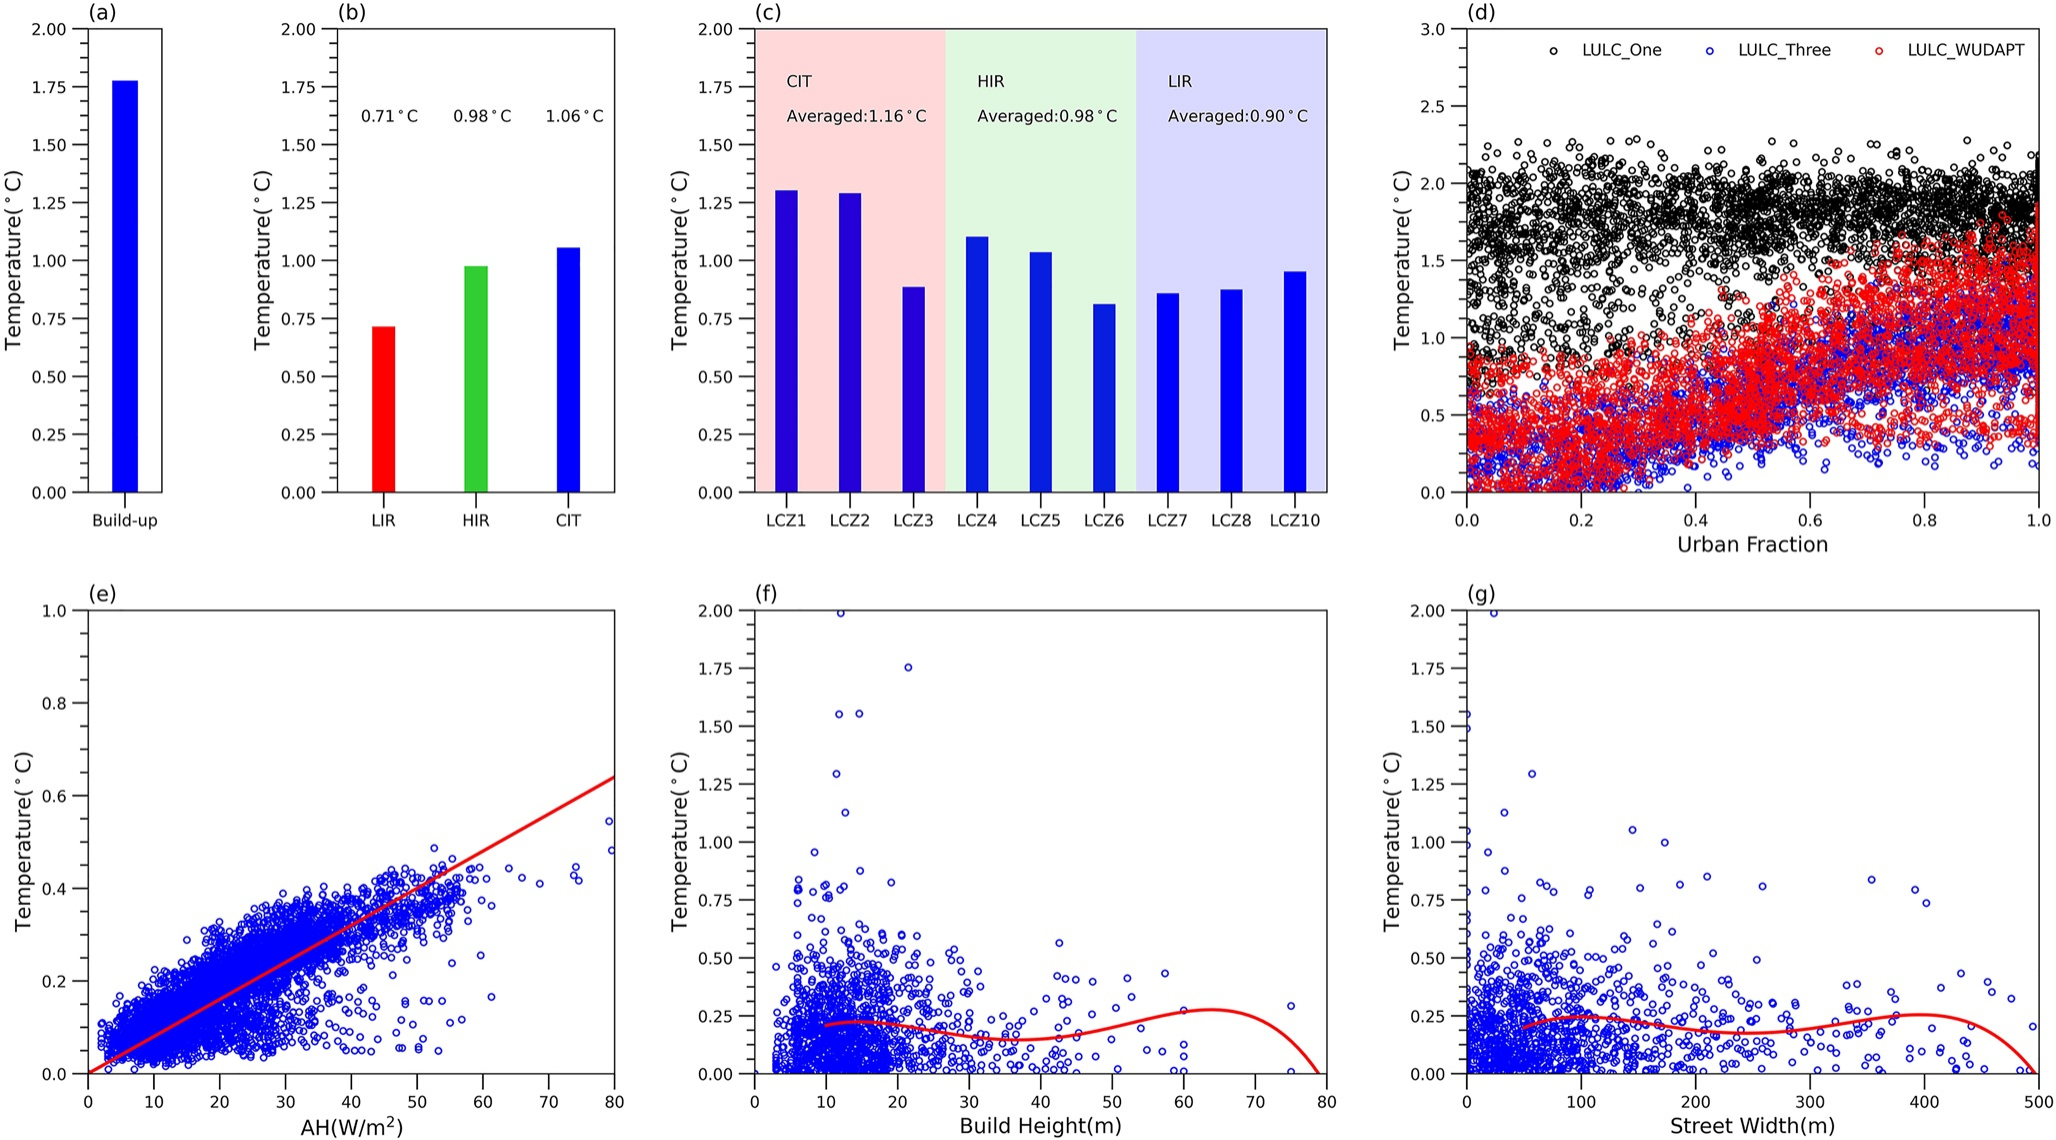 (a)
2.00
1.75
1.50
1.25
1.00
0.75
0.50
0.25
0.00
Temperature(°C)
Build-up
(b)
2.00
1.75
1.50
1.25
1.00
0.75
0.50
0.25
0.00
Temperature(°C)
0.71°C 0.98°C 1.06°C
LIR HIR CIT
(c)
2.00
1.75
1.50
1.25
1.00
0.75
0.50
0.25
0.00
Temperature(°C)
CIT
Averaged:1.16°C
HIR
Averaged:0.98°C
LIR
Averaged:0.90°C
LCZ1 LCZ2 LCZ3 LCZ4 LCZ5 LCZ6 LCZ7 LCZ8 LCZ10
(d)
3.0
2.5
2.0
1.5
1.0
0.5
0.0
Temperature(°C)
LULC_One LULC_Three LULC_WUDAPT
0.0 0.2 0.4 0.6 0.8 1.0
Urban Fraction
(e)
1.0
0.8
0.6
0.4
0.2
0.0
Temperature(°C)
0 10 20 30 40 50 60 70 80
AH(W/m²)
(f)
2.00
1.75
1.50
1.25
1.00
0.75
0.50
0.25
0.00
Temperature(°C)
0 10 20 30 40 50 60 70 80
Build Height(m)
(g)
2.00
1.75
1.50
1.25
1.00
0.75
0.50
0.25
0.00
Temperature(°C)
0 100 200 300 400 500
Street Width(m)